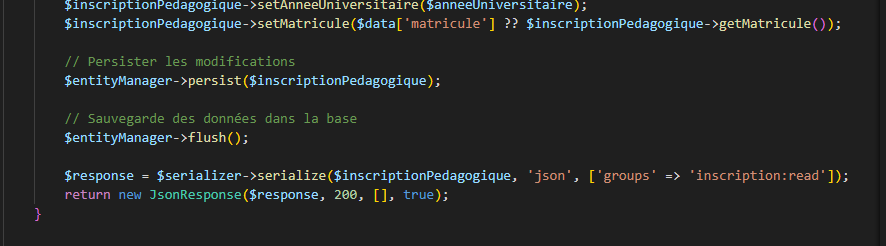 $inscriptionPedagogique->setAnneeUniversitaire($anneeUniversitaire);
$inscriptionPedagogique->setMatricule($data['matricule'] ?? $inscriptionPedagogique->getMatricule());
// Persister les modifications
$entityManager->persist($inscriptionPedagogique);
// Sauvegarde des données dans la base
$entityManager->flush();
$response = $serializer->serialize($inscriptionPedagogique, 'json', ['groups' => 'inscription:read']);
return new JsonResponse($response, 200, [], true);
}